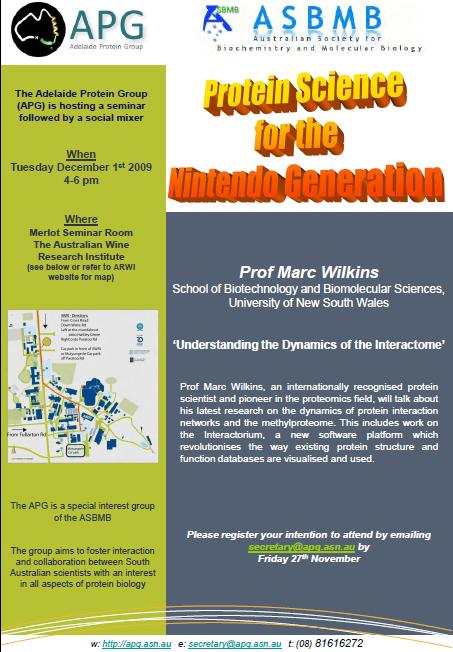 APG
Adelaide Protein Group
ASBMB
ASBMB
Australian Society for
Biochemistry and Molecular Biology
Protein Science
for the
Nintendo Generation
The Adelaide Protein Group
(APG) is hosting a seminar
followed by a social mixer
When
Tuesday December 1st 2009
4-6 pm
Where
Merlot Seminar Room
The Australian Wine
Research Institute
(see below or refer to ARWI
website for map)
From Fullarton Rd
The APG is a special interest group
of the ASBMB
The group aims to foster interaction
and collaboration between South
Australian scientists with an interest
in all aspects of protein biology
Prof Marc Wilkins
School of Biotechnology and Biomolecular Sciences,
University of New South Wales
‘Understanding the Dynamics of the Interactome’
Prof Marc Wilkins, an internationally recognised protein
scientist and pioneer in the proteomics field, will talk about
his latest research on the dynamics of protein interaction
networks and the methylproteome. This includes work on
the Interactorium, a new software platform which
revolutionises the way existing protein structure and
function databases are visualised and used.
Please register your intention to attend by emailing
secretary@apg.asn.au by
Friday 27th November
w: http://apg.asn.au e: secretary@apg.asn.au t: (08) 81616272